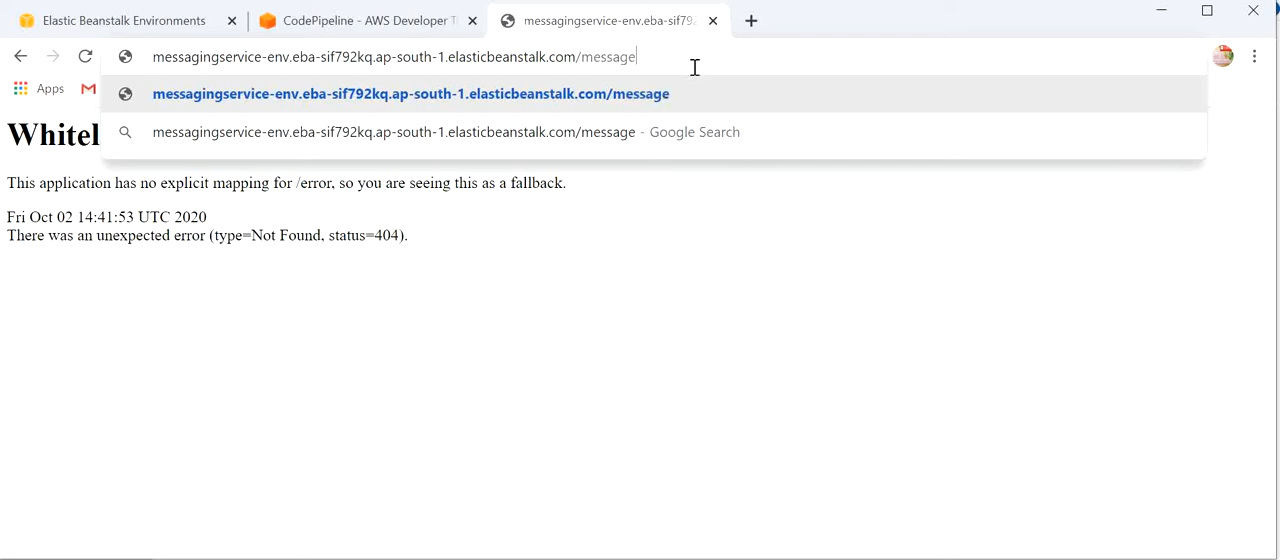 Elastic Beanstalk Environments
CodePipeline - AWS Developer T
messagingservice-env.eba-sif79
messagingservice-env.eba-sif792kq.ap-south-1.elasticbeanstalk.com/message
Apps
messagingservice-env.eba-sif792kq.ap-south-1.elasticbeanstalk.com/message
messagingservice-env.eba-sif792kq.ap-south-1.elasticbeanstalk.com/message - Google Search
Whitel
This application has no explicit mapping for /error, so you are seeing this as a fallback.
Fri Oct 02 14:41:53 UTC 2020
There was an unexpected error (type=Not Found, status=404).